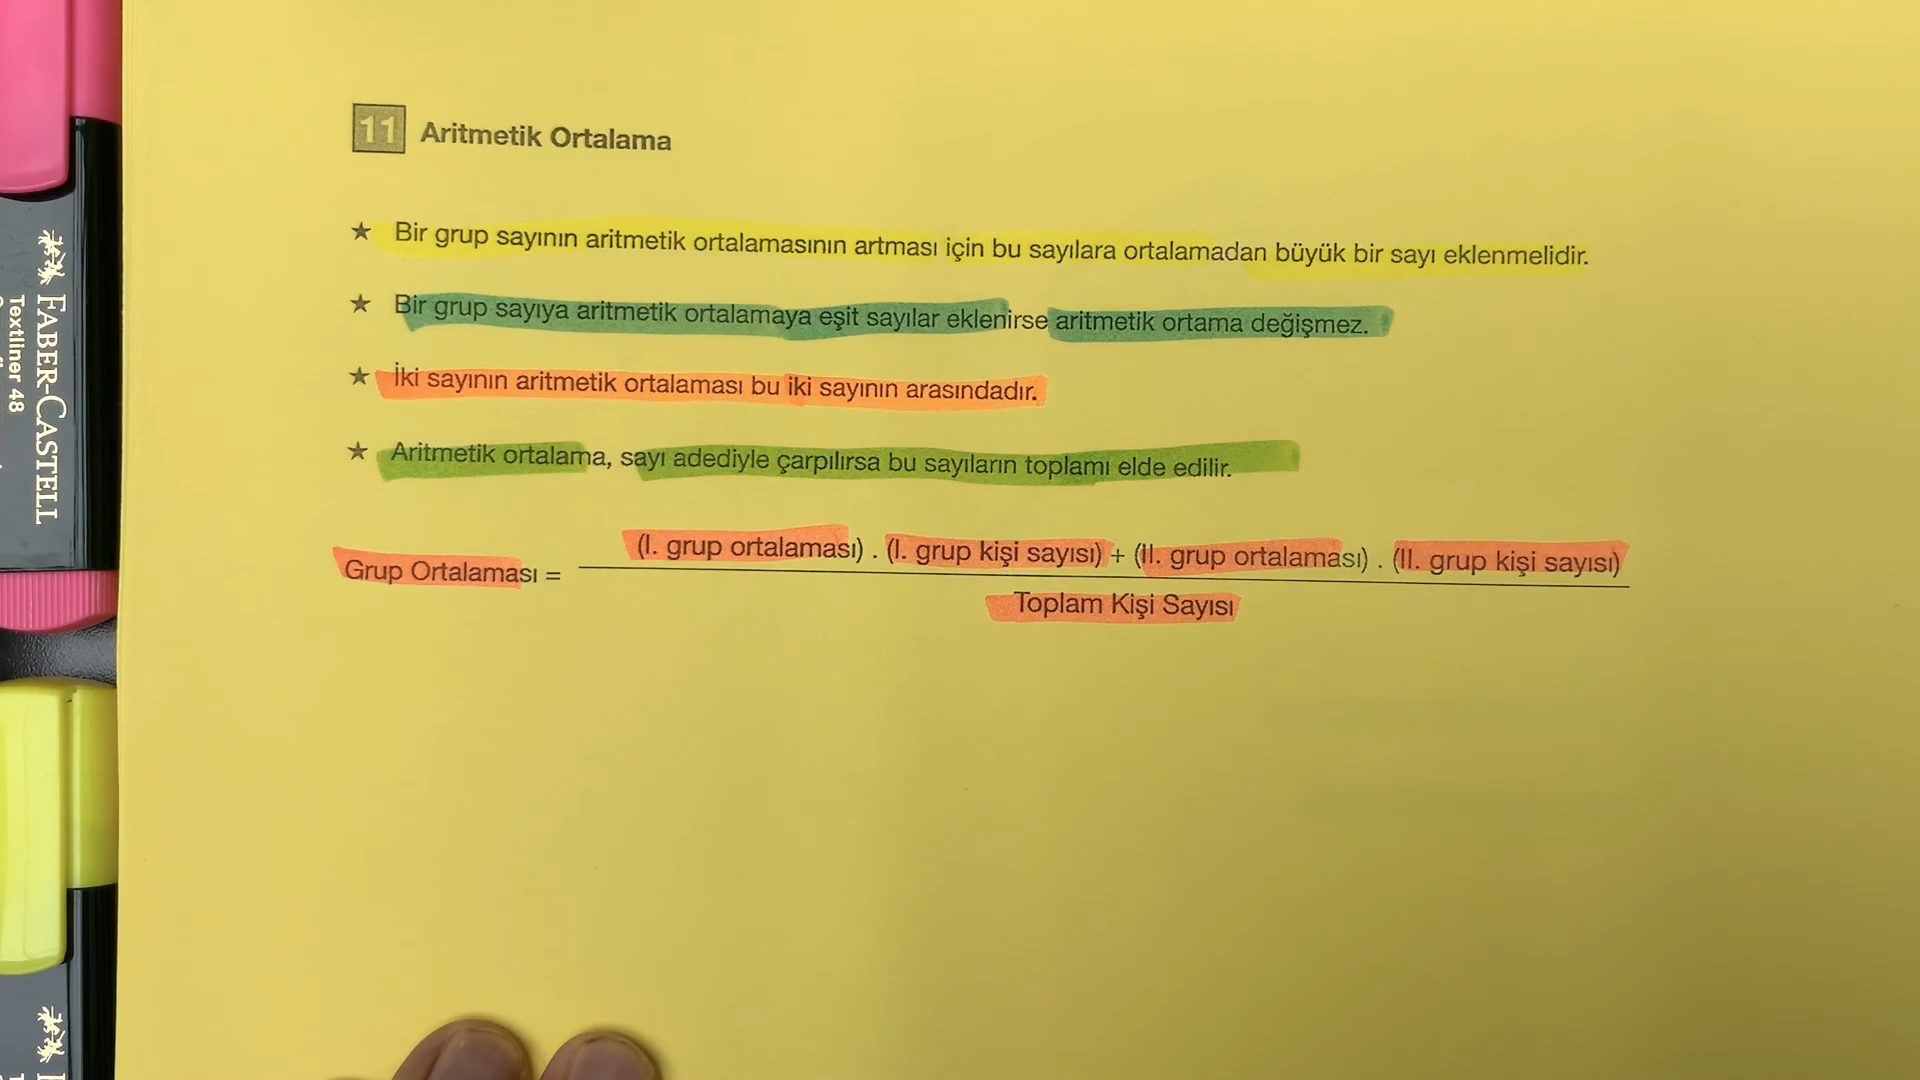 11 Aritmetik Ortalama
★ Bir grup sayının aritmetik ortalamasının artması için bu sayılara ortalamadan büyük bir sayı eklenmelidir.
★ Bir grup sayıya aritmetik ortalamaya eşit sayılar eklenirse aritmetik ortama değişmez.
★ İki sayının aritmetik ortalaması bu iki sayının arasındadır.
★ Aritmetik ortalama, sayı adediyle çarpılırsa bu sayıların toplamı elde edilir.
(I. grup ortalaması) . (I. grup kişi sayısı) + (II. grup ortalaması) . (II. grup kişi sayısı)
Grup Ortalaması =
Toplam Kişi Sayısı
FABER-CASTELL
Textliner 48